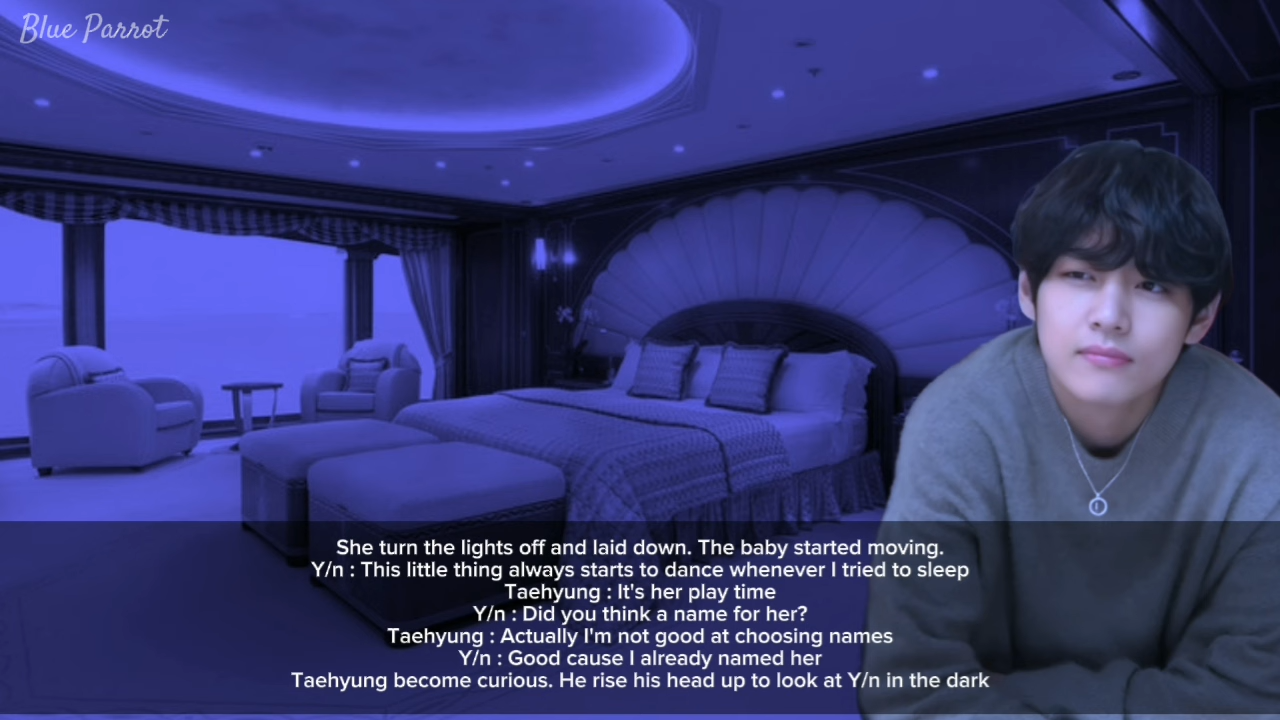 Blue Parrot
She turn the lights off and laid down. The baby started moving.
Y/n : This little thing always starts to dance whenever I tried to sleep
Taehyung : It's her play time
Y/n : Did you think a name for her?
Taehyung : Actually I'm not good at choosing names
Y/n : Good cause I already named her
Taehyung become curious. He rise his head up to look at Y/n in the dark